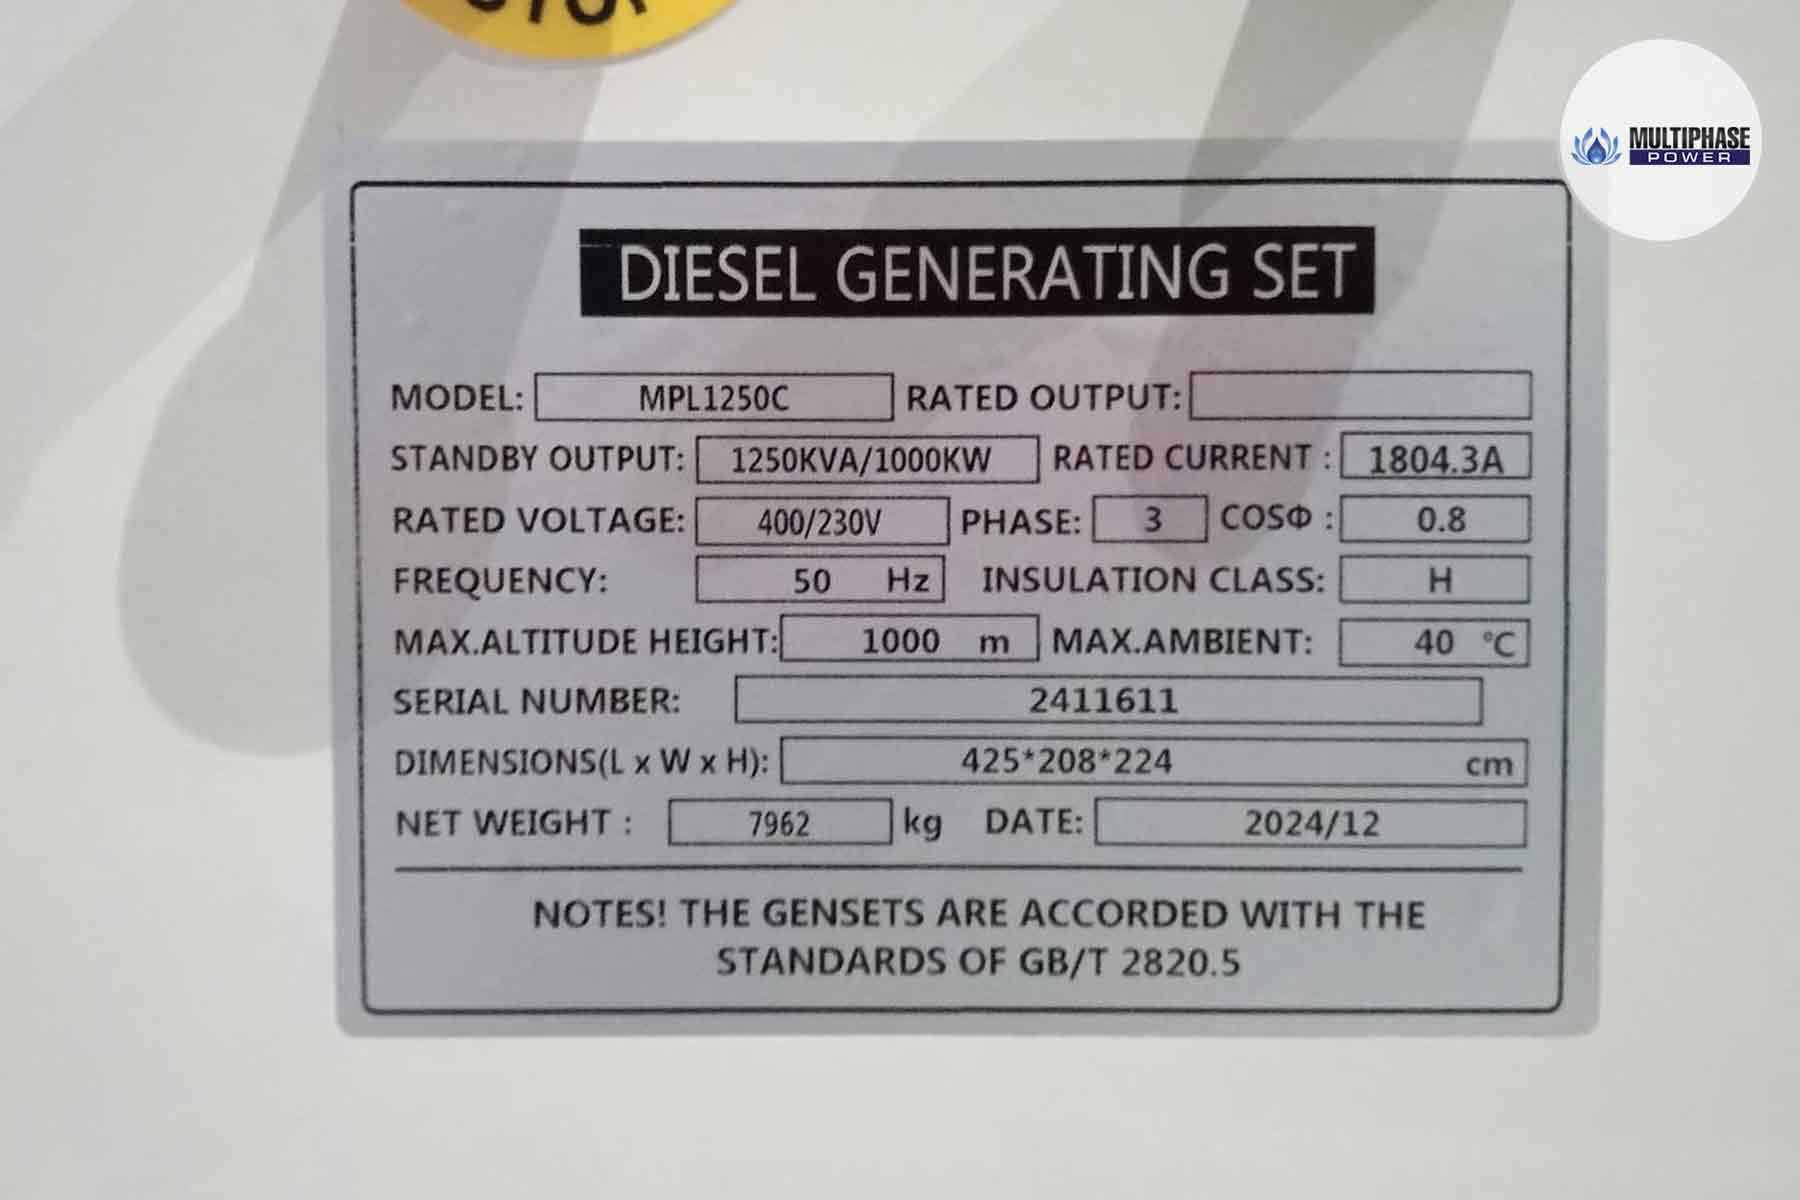 STOP
MULTIPHASE
POWER
DIESEL GENERATING SET
MODEL: MPL1250C RATED OUTPUT:
STANDBY OUTPUT: 1250KVA/1000KW RATED CURRENT : 1804.3A
RATED VOLTAGE: 400/230V PHASE: 3 COSΦ : 0.8
FREQUENCY: 50 Hz INSULATION CLASS: H
MAX.ALTITUDE HEIGHT: 1000 m MAX.AMBIENT: 40 °C
SERIAL NUMBER: 2411611
DIMENSIONS(L x W x H): 425*208*224 cm
NET WEIGHT : 7962 kg DATE: 2024/12
NOTES! THE GENSETS ARE ACCORDED WITH THE
STANDARDS OF GB/T 2820.5